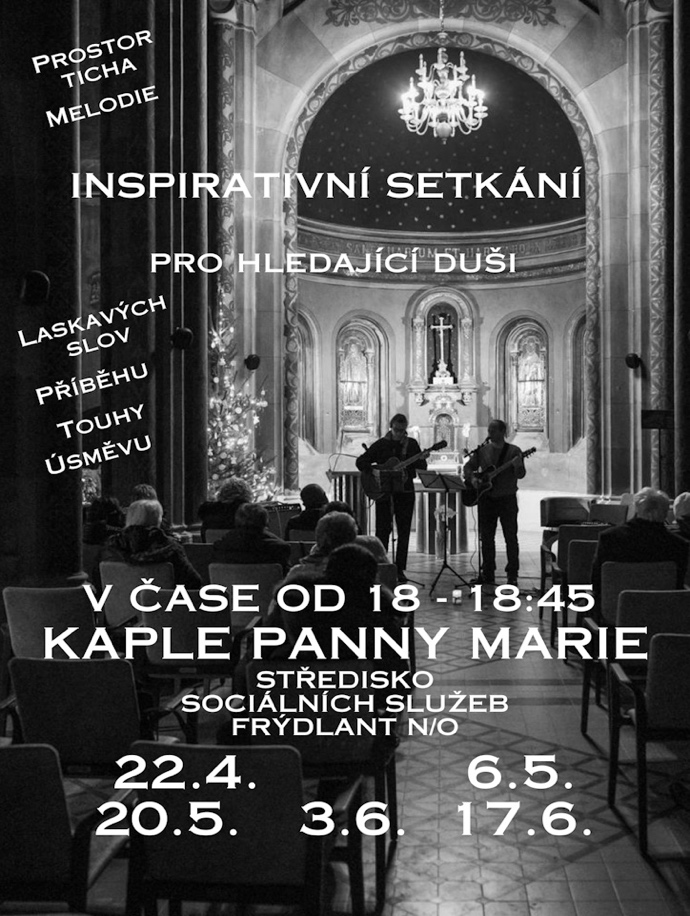 PROSTOR
TICHA
MELODIE
INSPIRATIVNÍ SETKÁNÍ
PRO HLEDAJÍCÍ DUŠI
LASKAVÝCH
SLOV
PŘÍBĚHU
TOUHY
ÚSMĚVU
V ČASE OD 18 - 18:45
KAPLE PANNY MARIE
STŘEDISKO
SOCIÁLNÍCH SLUŽEB
FRÝDLANT N/O
22.4. 6.5.
20.5. 3.6. 17.6.